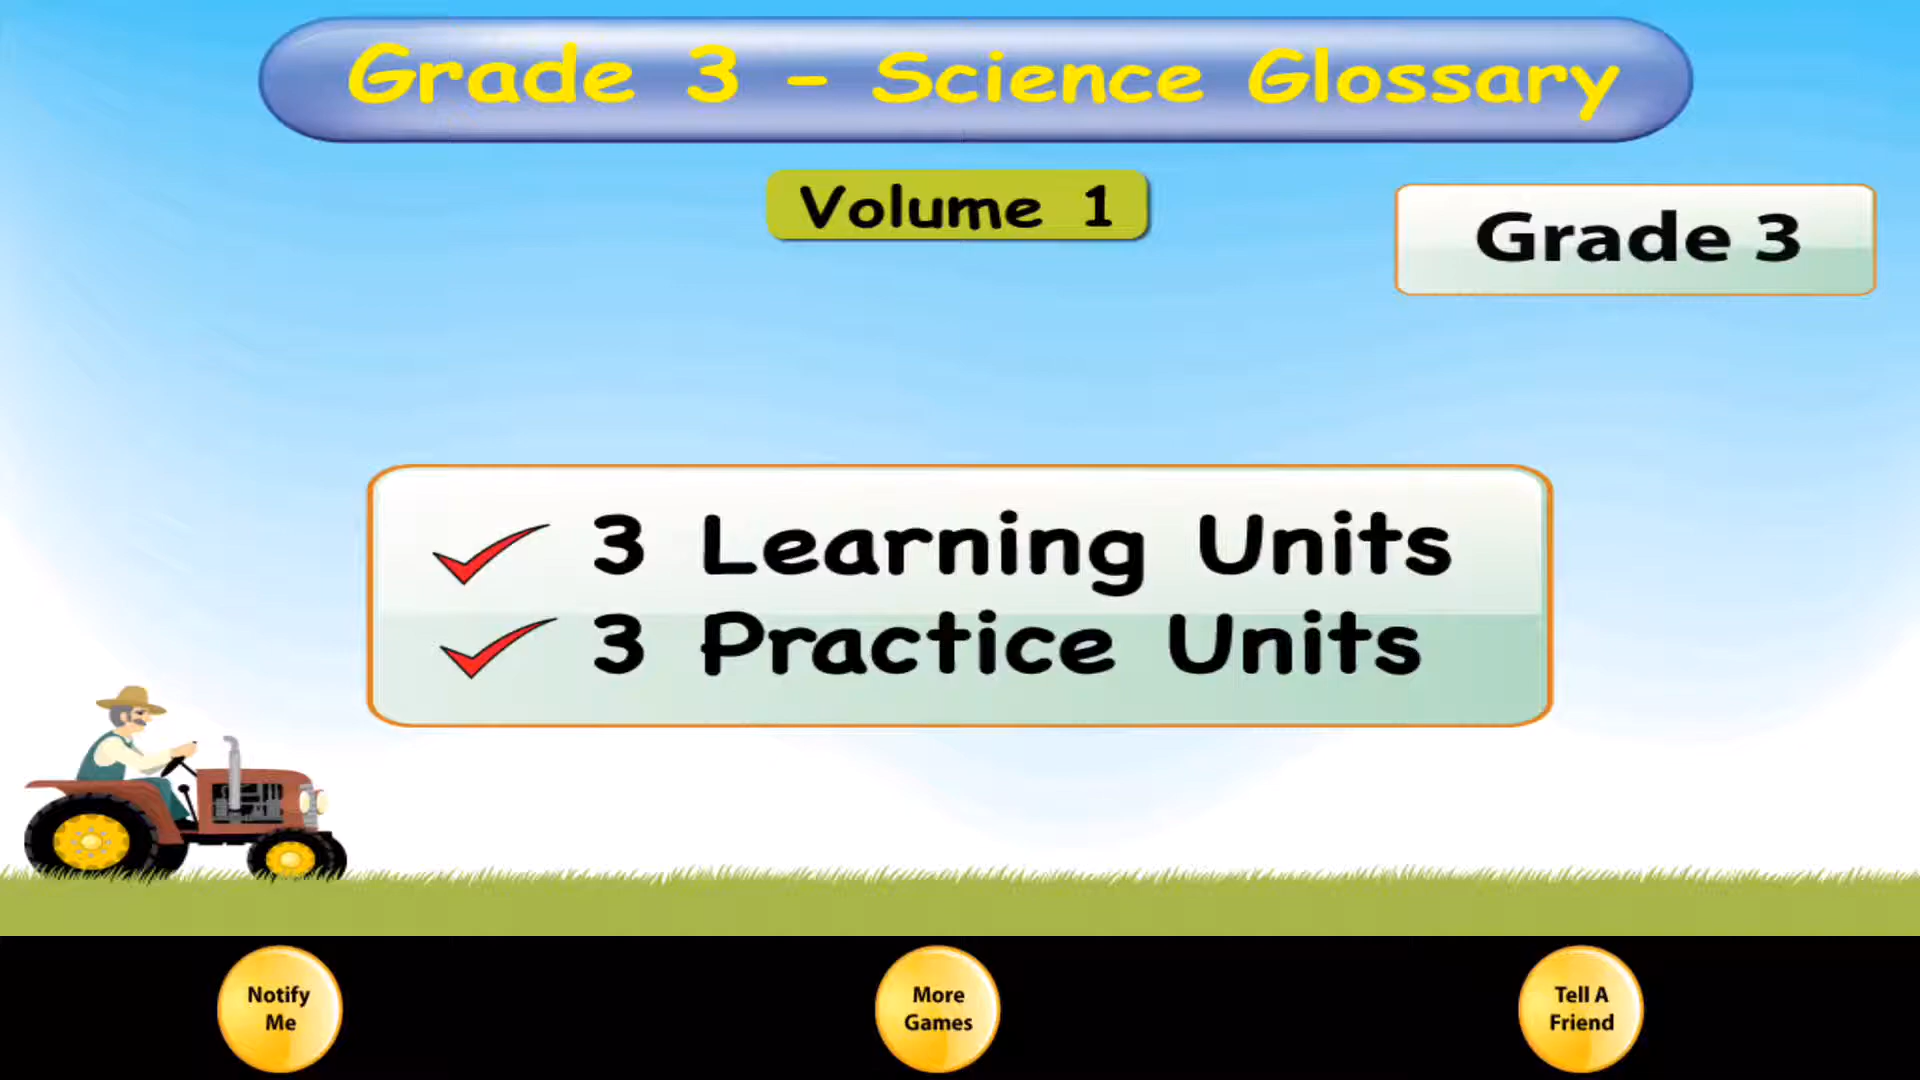 Grade 3 - Science Glossary
Volume 1
Grade 3
3 Learning Units
3 Practice Units
Notify
Me
More
Games
Tell A
Friend